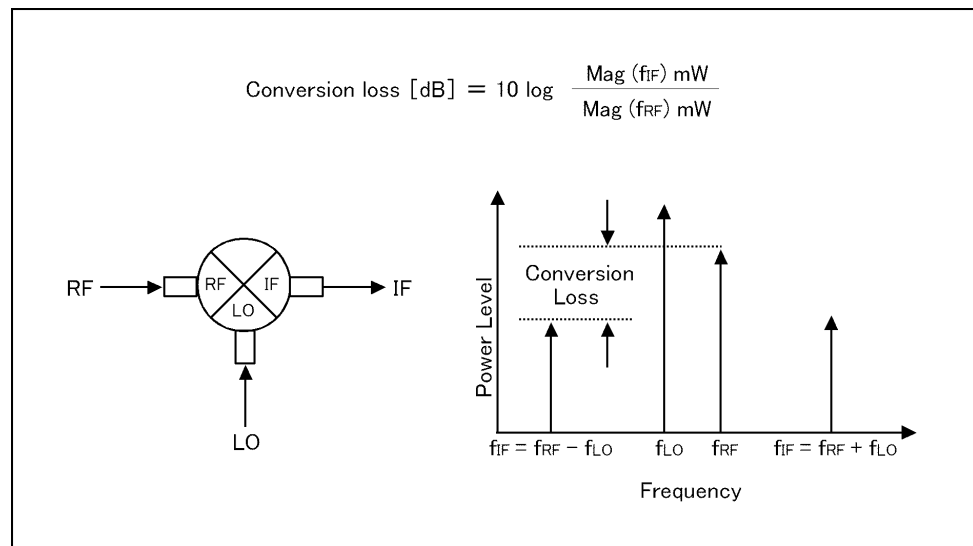 Conversion loss [dB] = 10 log Mag (fIF) mW
Mag (fRF) mW
RF
RF
IF
LO
IF
LO
Power Level
Conversion
Loss
fIF = fRF − fLO
fLO
fRF
fIF = fRF + fLO
Frequency